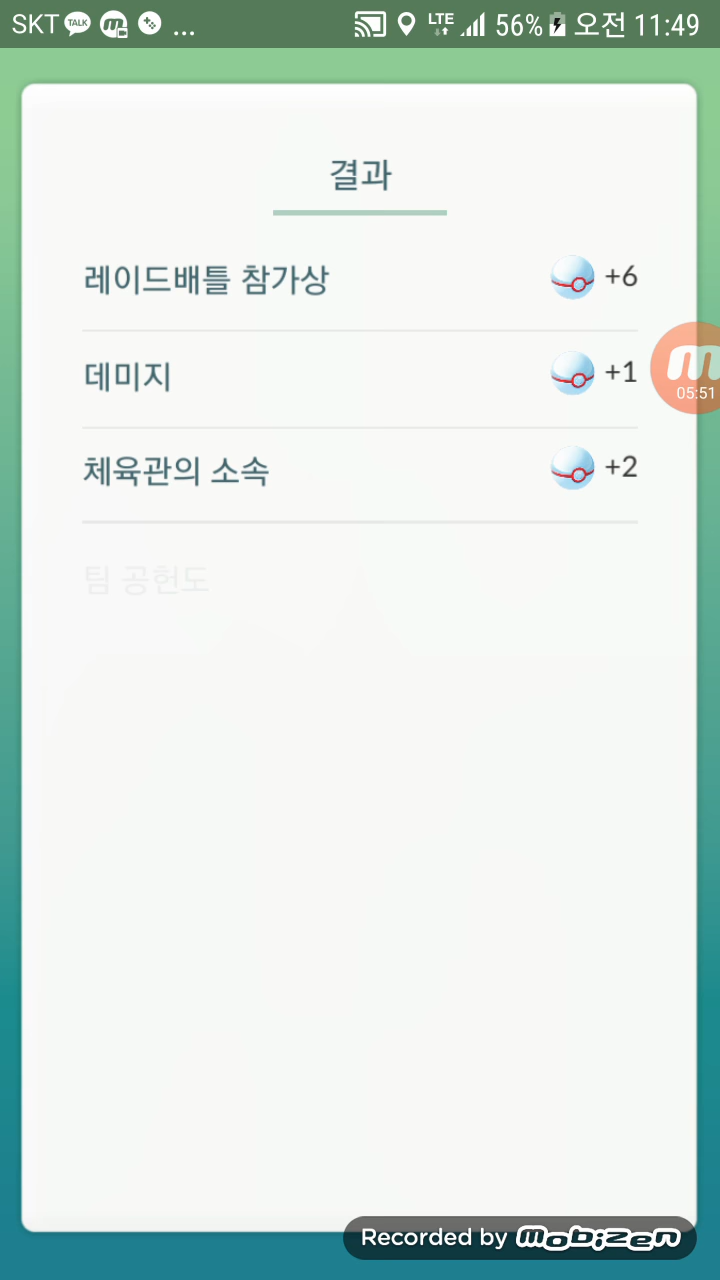 SKT TALK m ... LTE 56% 오전 11:49
결과
레이드배틀 참가상 +6
데미지 +1
05:51
체육관의 소속 +2
팀 공헌도
Recorded by mobizen